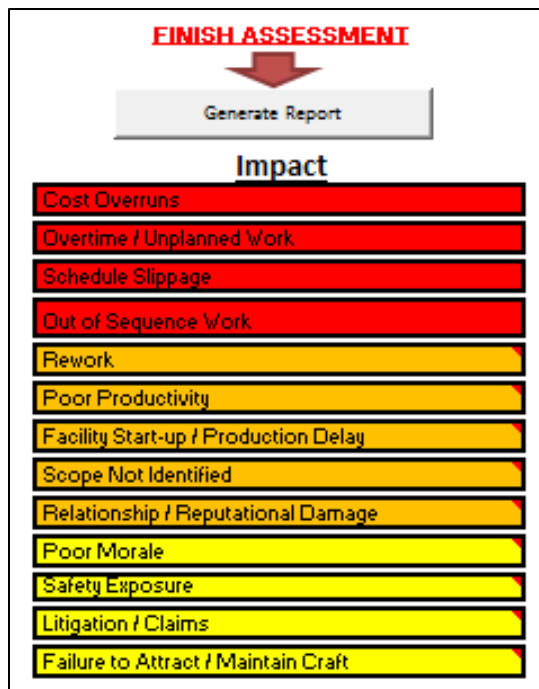 FINISH ASSESSMENT
Generate Report
Impact
Cost Overruns
Overtime / Unplanned Work
Schedule Slippage
Out of Sequence Work
Rework
Poor Productivity
Facility Start-up / Production Delay
Scope Not Identified
Relationship / Reputational Damage
Poor Morale
Safety Exposure
Litigation / Claims
Failure to Attract / Maintain Craft